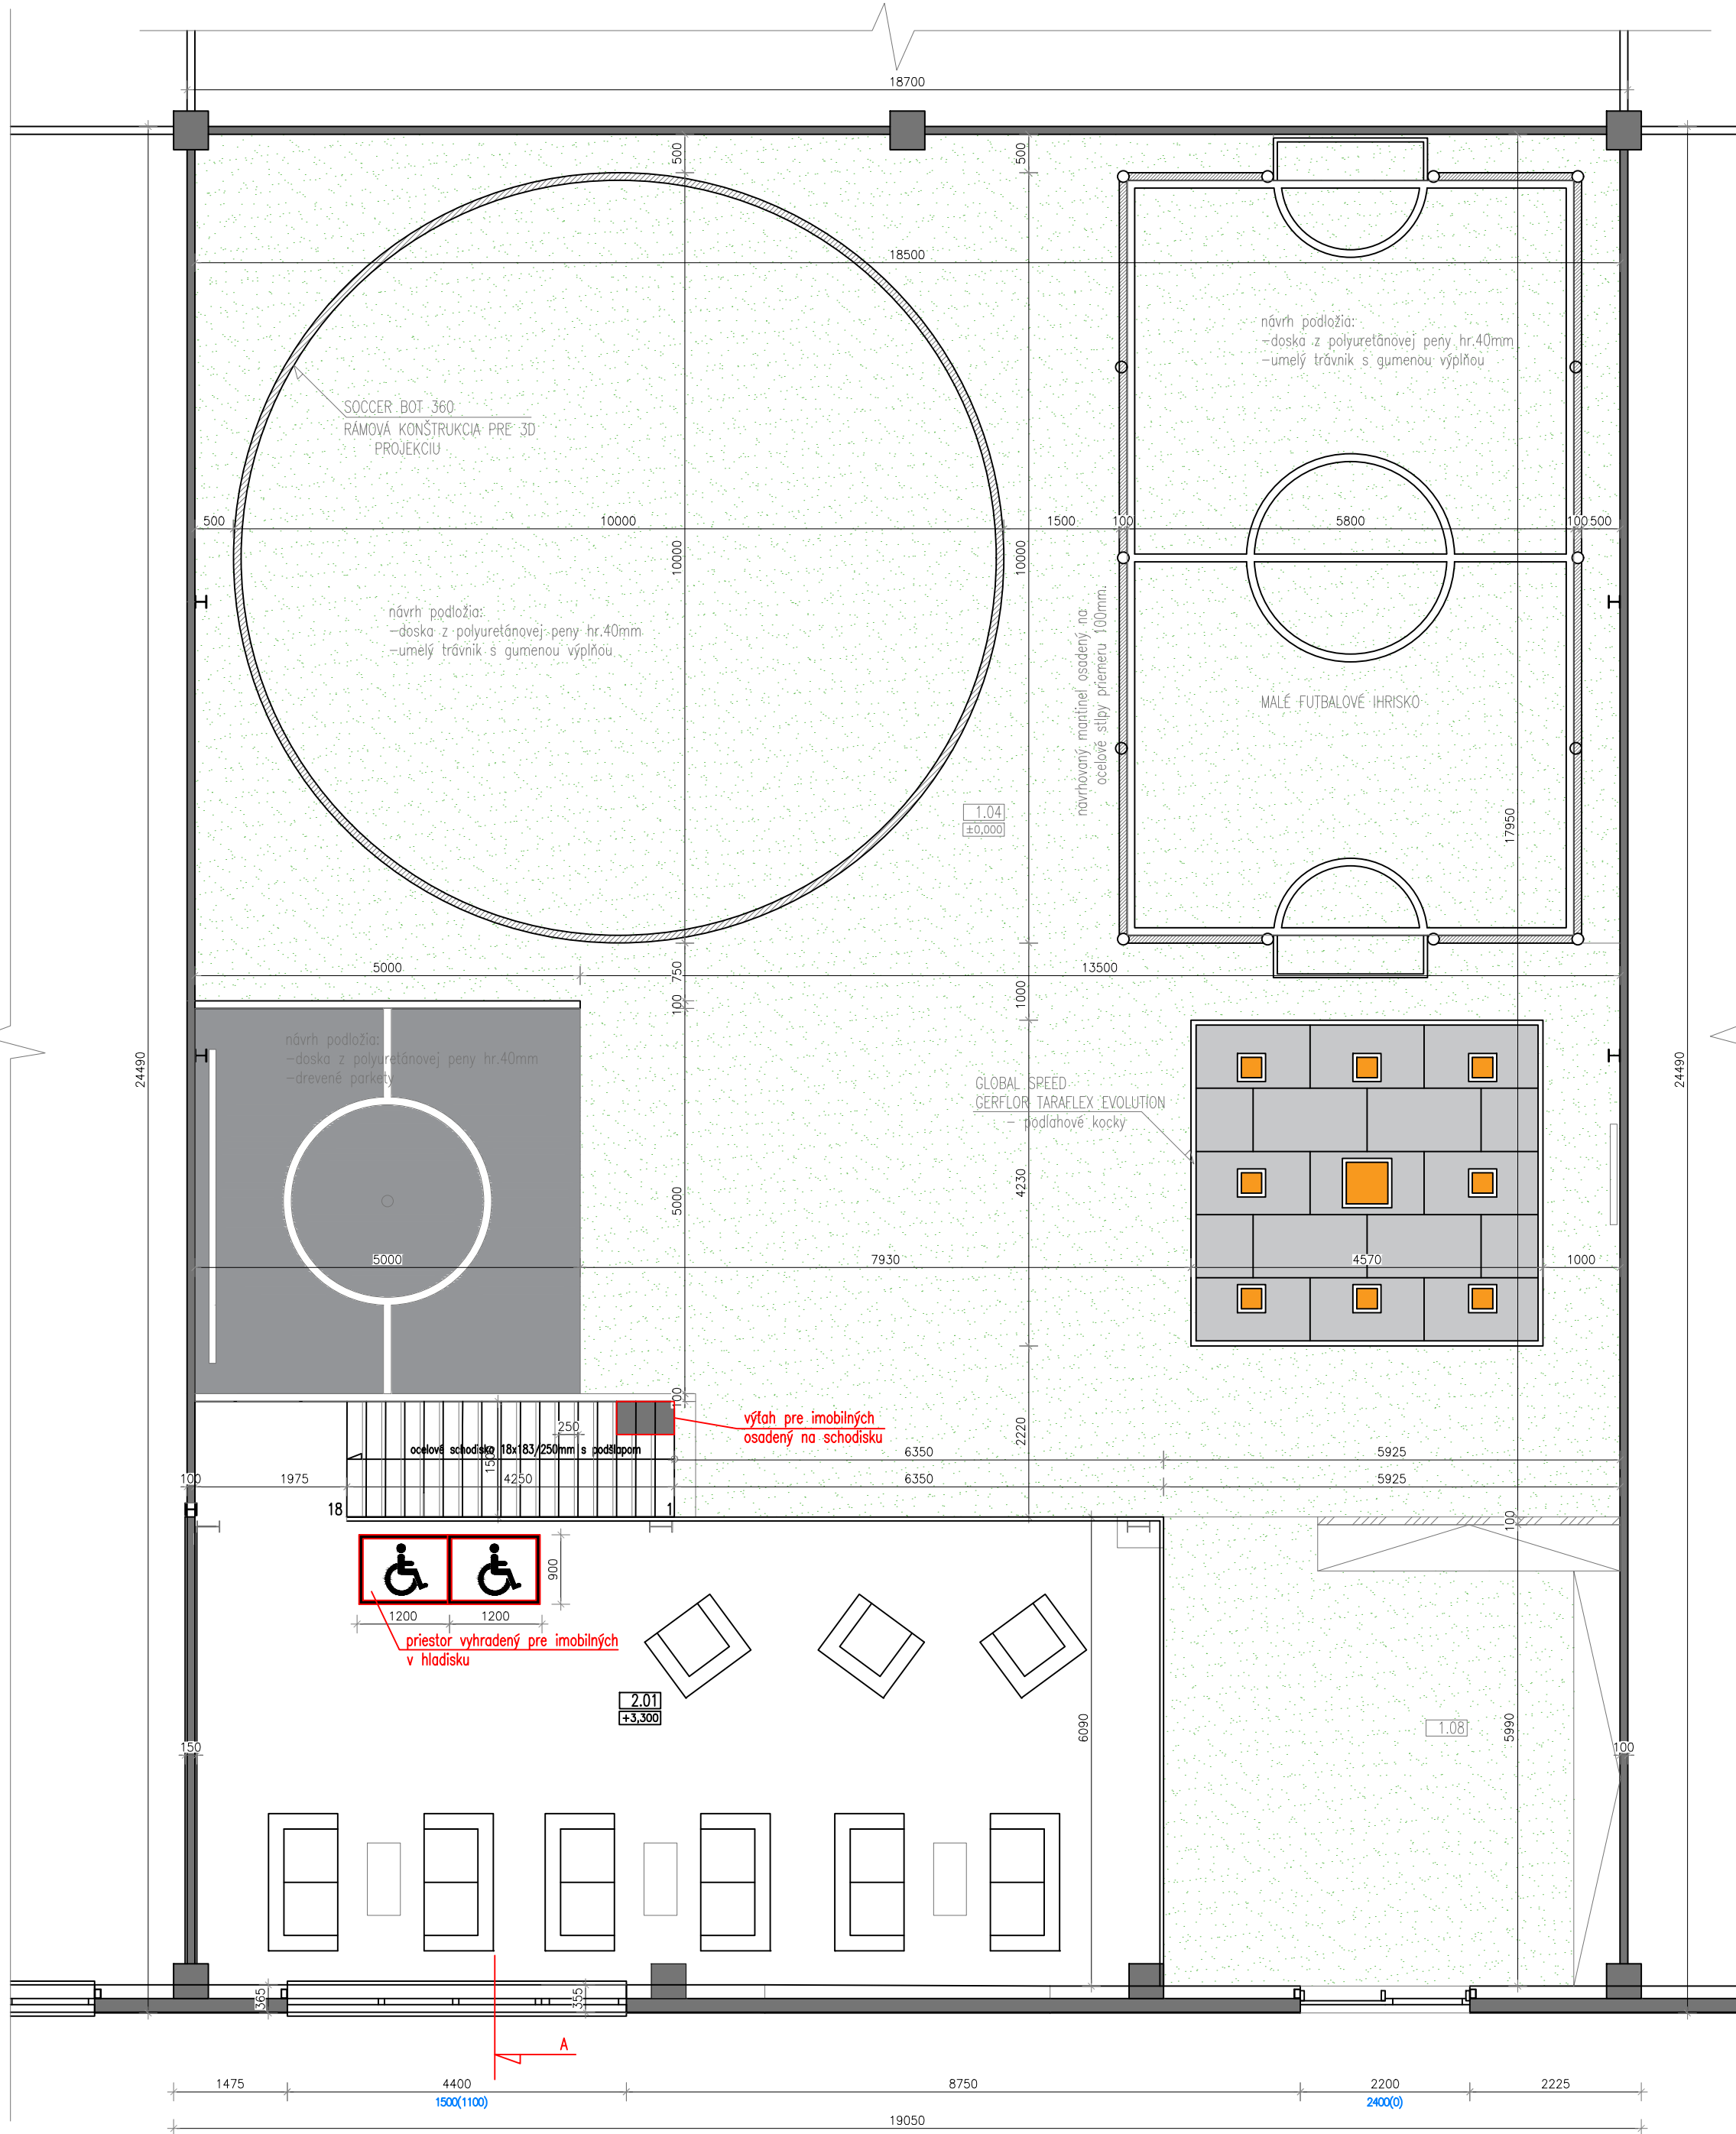 18700
500
500
18500
návrh podložia:
-doska z polyuretánovej peny hr.40mm
-umelý trávnik s gumenou výplňou
SOCCER BOT 360
RÁMOVÁ KONŠTRUKCIA PRE 3D
PROJEKCIU
500
10000
1500
100
5800
100
500
10000
10000
návrh podložia:
-doska z polyuretánovej peny hr.40mm
-umelý trávnik s gumenou výplňou
navrhovaný mantinel osadený na
ocelové stĺpy priemeru 100mm.
MALÉ FUTBALOVÉ IHRISKO
1.04
±0,000
17950
5000
750
13500
100
1000
návrh podložia:
-doska z polyuretánovej peny hr.40mm
-drevené parkety
24490
24490
GLOBAL SPEED
GERFLOR TARAFLEX EVOLUTION
- podlahové kocky
5000
4230
5000
7930
4570
1000
100
výťah pre imobilných
osadený na schodisku
250
2220
ocelové schodisko 18x183/250mm s podšlapom
1500
6350
5925
100
1975
4250
6350
5925
18
1
100
900
1200
1200
priestor vyhradený pre imobilných
v hladisku
2.01
+3,300
6090
5990
1.08
150
100
365
355
A
1475
4400
8750
2200
2225
1500(1100)
2400(0)
19050